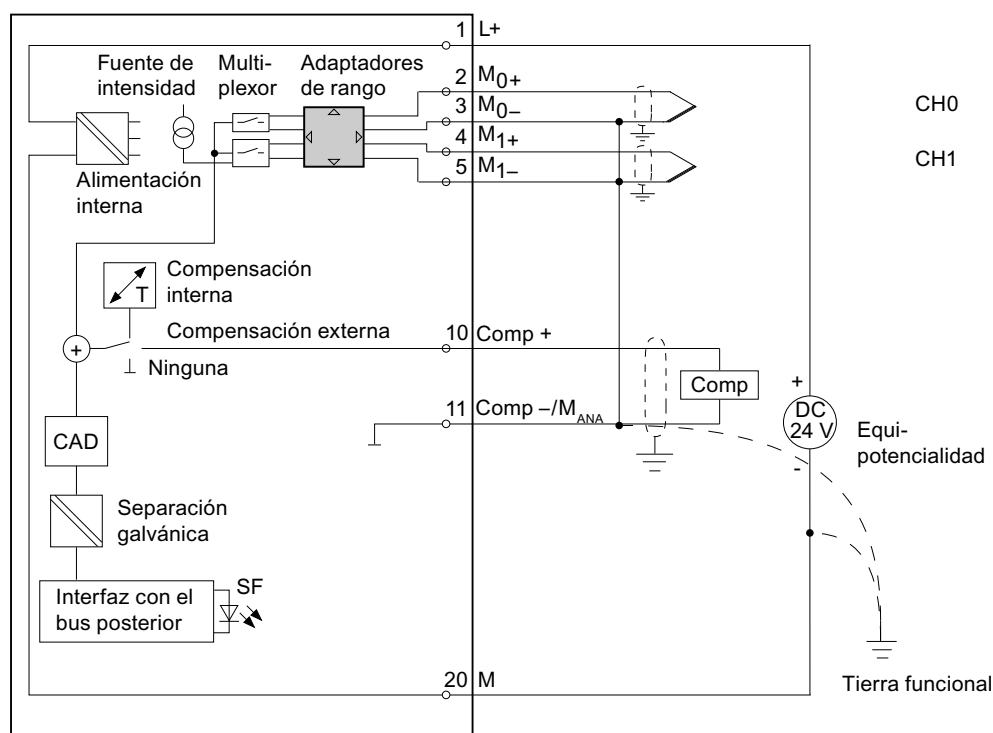 1 L+
Fuente de
intensidad
Multi-
plexor
Adaptadores
de rango
2 M0+
3 M0–
4 M1+
5 M1–
CH0
CH1
Alimentación
interna
T
Compensación
interna
Compensación externa
10 Comp +
+
Ninguna
Comp
+
11 Comp –/MANA
DC
24 V
-
Equi-
potencialidad
CAD
Separación
galvánica
SF
Interfaz con el
bus posterior
20 M
Tierra funcional